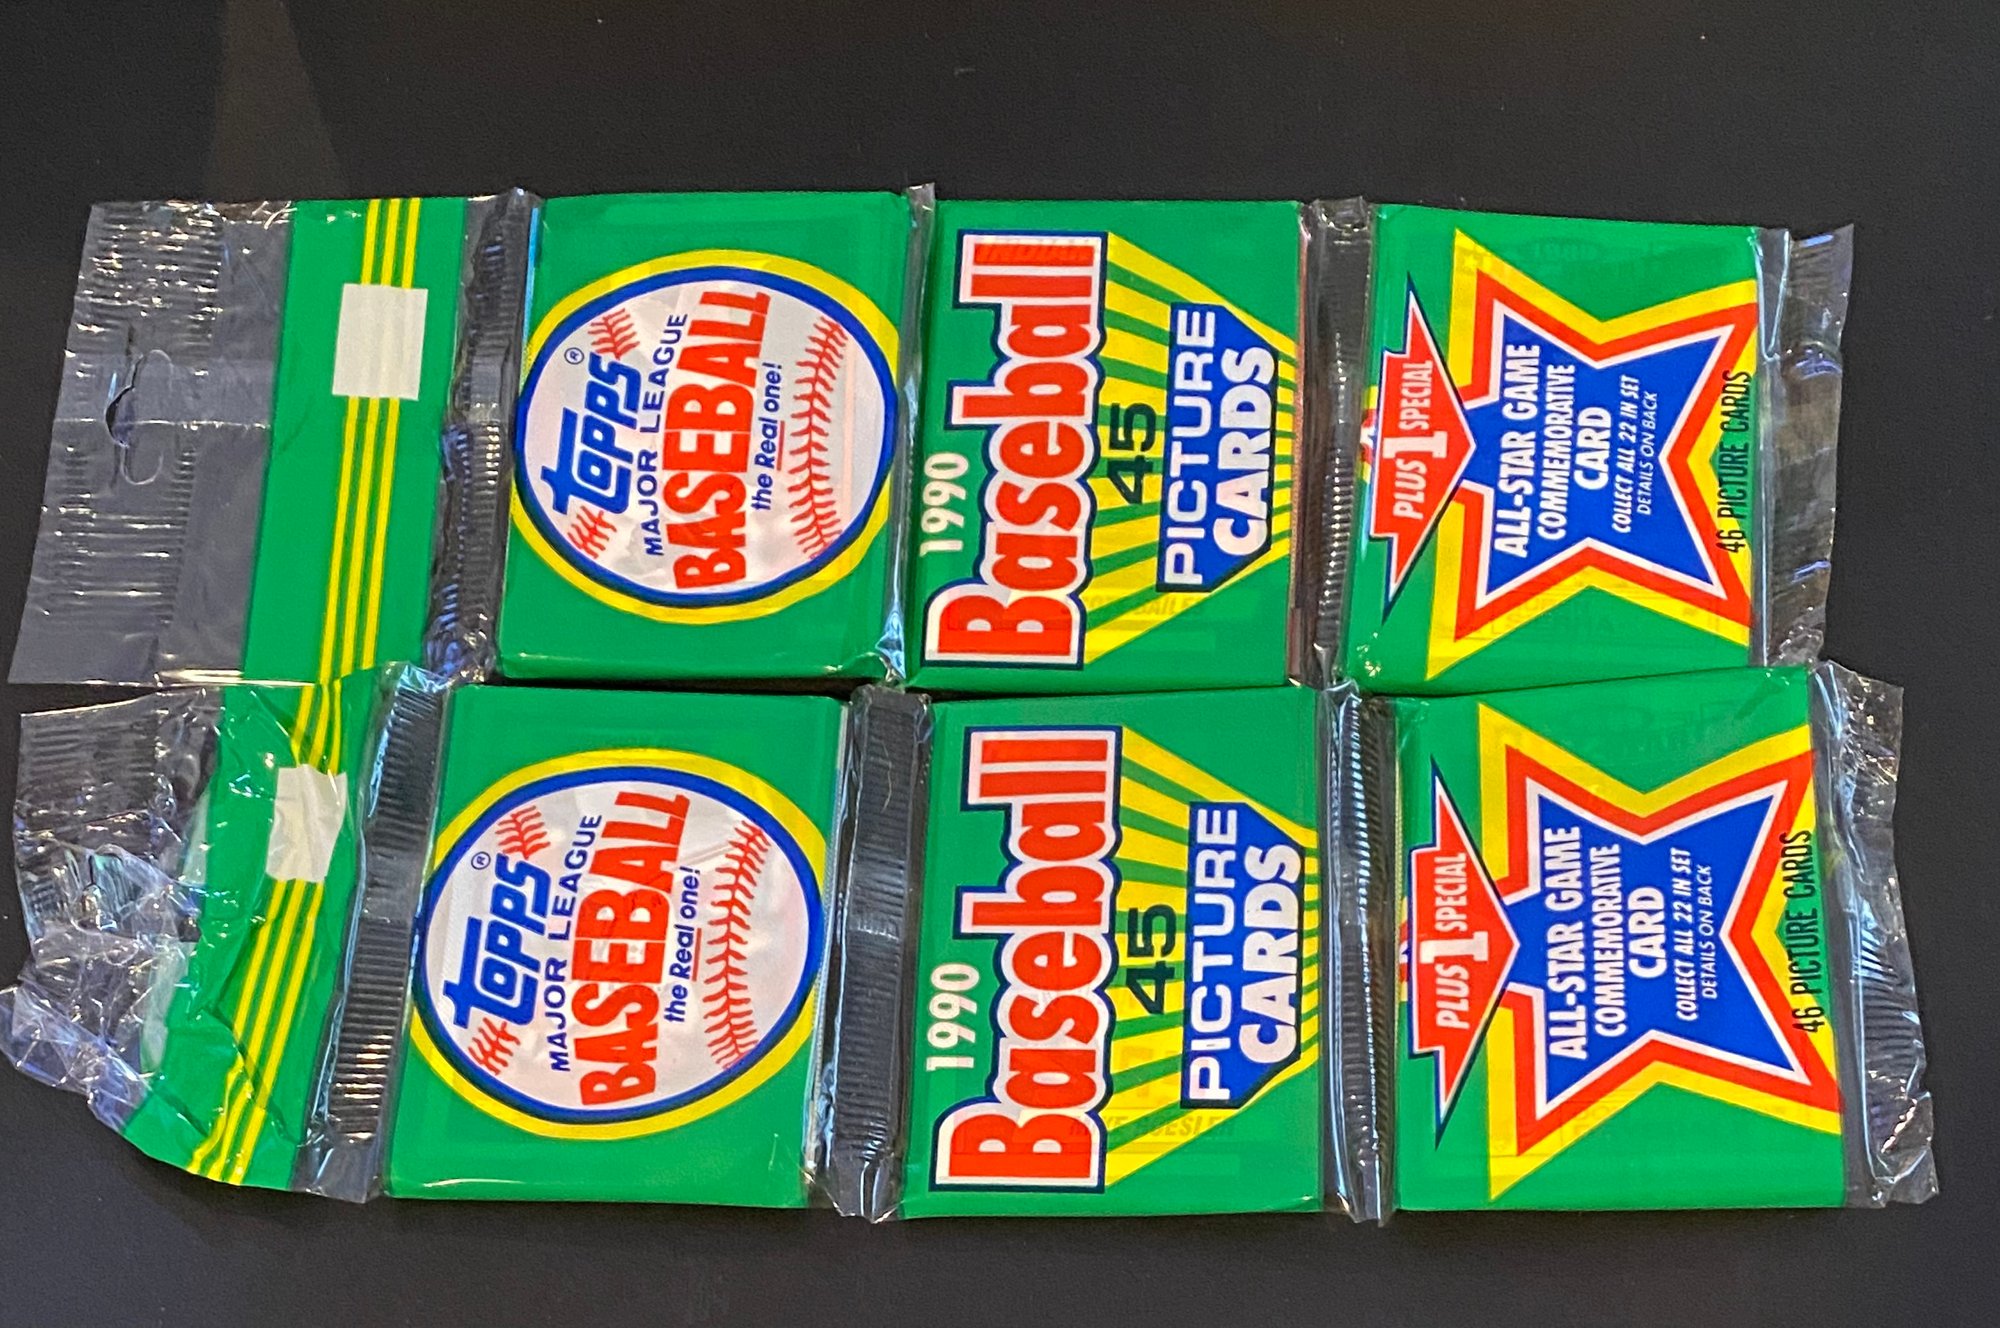 Topps®
MAJOR LEAGUE
BASEBALL
the Real one!
1990
Baseball
45
PICTURE
CARDS
PLUS 1 SPECIAL
ALL-STAR GAME
COMMEMORATIVE
CARD
COLLECT ALL 22 IN SET
DETAILS ON BACK
46 PICTURE CARDS
Topps®
MAJOR LEAGUE
BASEBALL
the Real one!
1990
Baseball
45
PICTURE
CARDS
PLUS 1 SPECIAL
ALL-STAR GAME
COMMEMORATIVE
CARD
COLLECT ALL 22 IN SET
DETAILS ON BACK
46 PICTURE CARDS